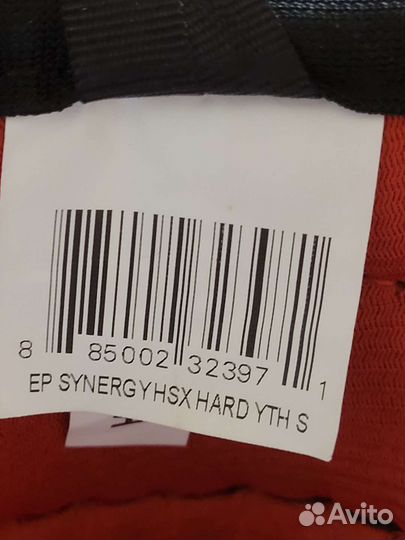 8 85002 32397 1
EP SYNERGY HSX HARD YTH S
Avito